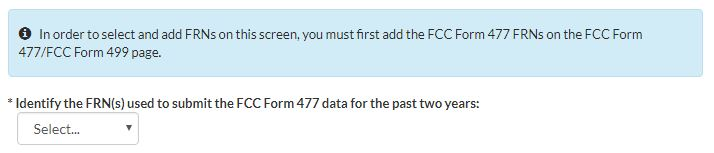 In order to select and add FRNs on this screen, you must first add the FCC Form 477 FRNs on the FCC Form
477/FCC Form 499 page.
* Identify the FRN(s) used to submit the FCC Form 477 data for the past two years:
Select...